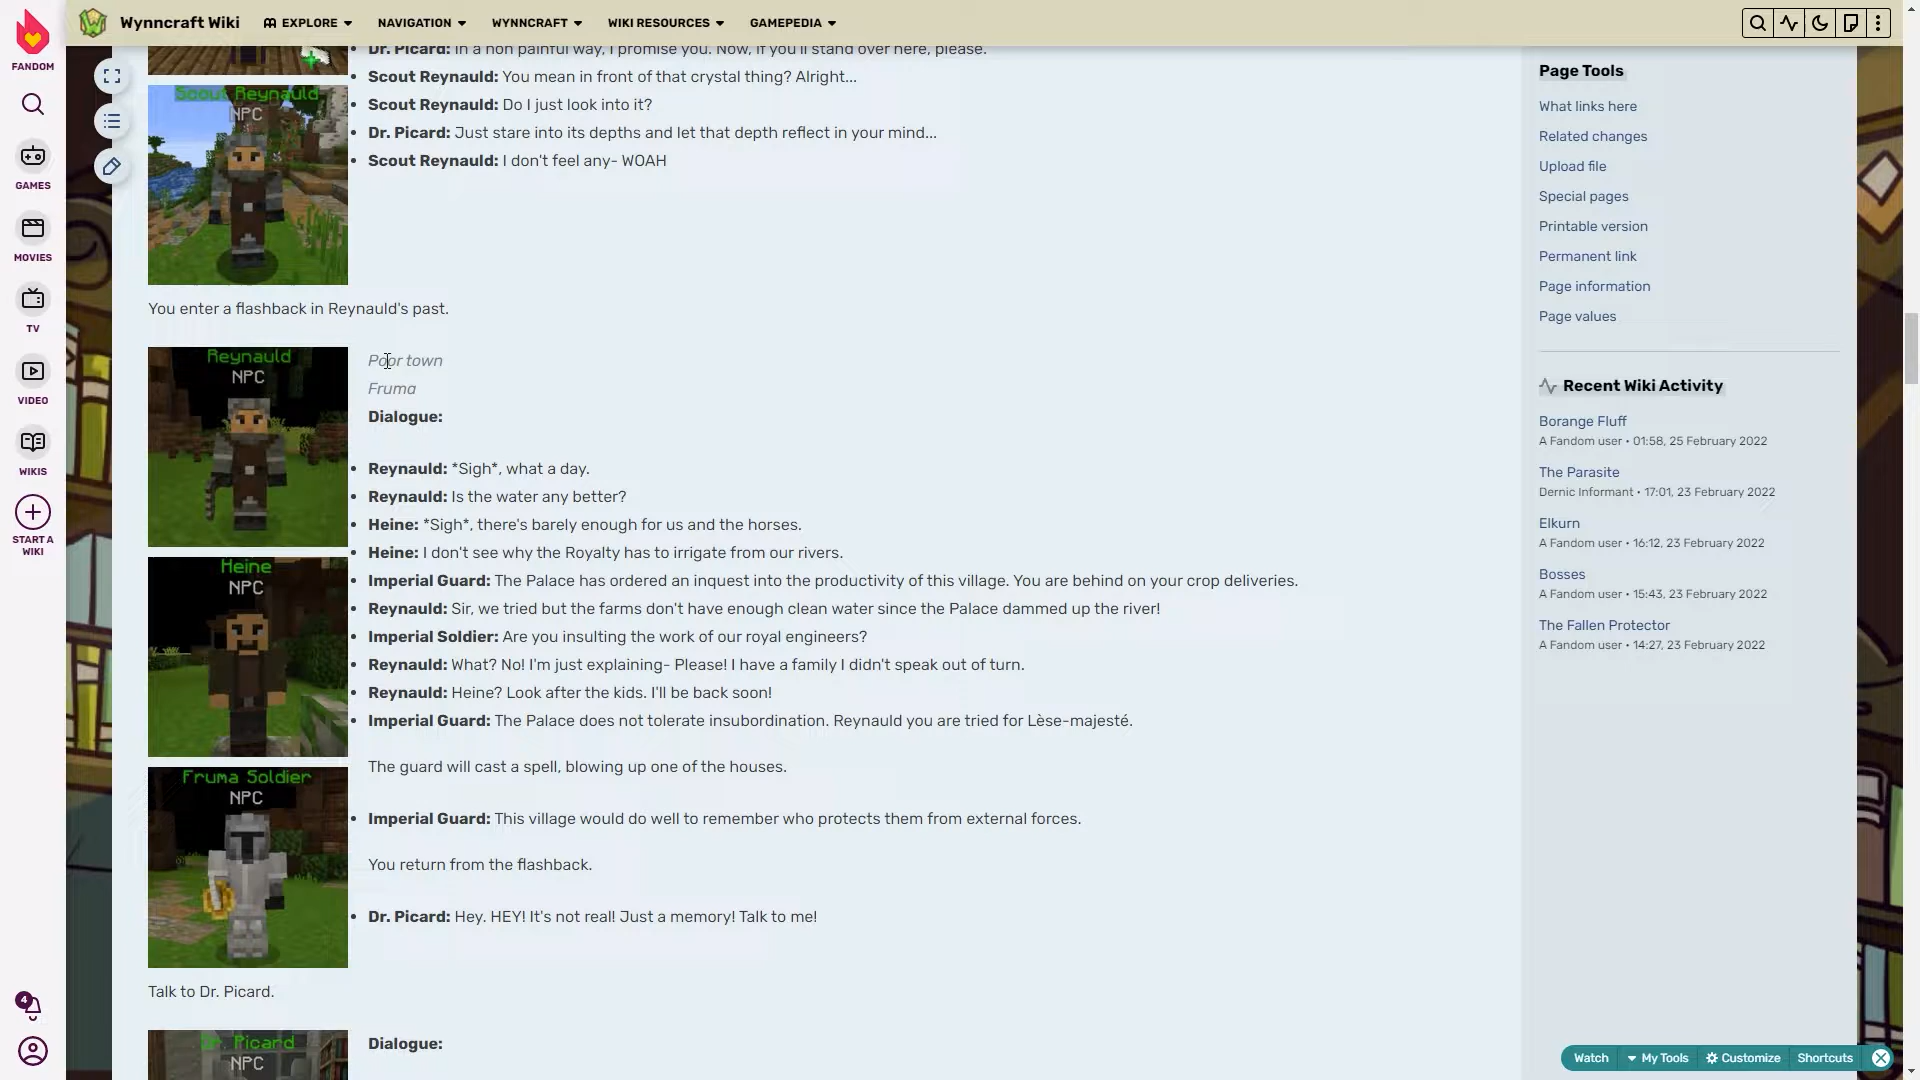 Wynncraft Wiki
EXPLORE
NAVIGATION
WYNNCRAFT
WIKI RESOURCES
GAMEPEDIA
FANDOM
GAMES
MOVIES
TV
VIDEO
WIKIS
START A
WIKI
4
Dr. Picard: In a non painful way, I promise you. Now, if you'll stand over here, please.
Scout Reynauld: You mean in front of that crystal thing? Alright...
Scout Reynauld: Do I just look into it?
Dr. Picard: Just stare into its depths and let that depth reflect in your mind...
Scout Reynauld: I don't feel any- WOAH
Scout Reynauld
NPC
You enter a flashback in Reynauld's past.
Reynauld
NPC
Poor town
Fruma
Dialogue:
Reynauld: *Sigh*, what a day.
Reynauld: Is the water any better?
Heine: *Sigh*, there's barely enough for us and the horses.
Heine: I don't see why the Royalty has to irrigate from our rivers.
Imperial Guard: The Palace has ordered an inquest into the productivity of this village. You are behind on your crop deliveries.
Reynauld: Sir, we tried but the farms don't have enough clean water since the Palace dammed up the river!
Imperial Soldier: Are you insulting the work of our royal engineers?
Reynauld: What? No! I'm just explaining- Please! I have a family I didn't speak out of turn.
Reynauld: Heine? Look after the kids. I'll be back soon!
Imperial Guard: The Palace does not tolerate insubordination. Reynauld you are tried for Lèse-majesté.
Heine
NPC
The guard will cast a spell, blowing up one of the houses.
Fruma Soldier
NPC
Imperial Guard: This village would do well to remember who protects them from external forces.
You return from the flashback.
Dr. Picard: Hey. HEY! It's not real! Just a memory! Talk to me!
Talk to Dr. Picard.
Dr. Picard
NPC
Dialogue:
Page Tools
What links here
Related changes
Upload file
Special pages
Printable version
Permanent link
Page information
Page values
Recent Wiki Activity
Borange Fluff
A Fandom user • 01:58, 25 February 2022
The Parasite
Dernic Informant • 17:01, 23 February 2022
Elkurn
A Fandom user • 16:12, 23 February 2022
Bosses
A Fandom user • 15:43, 23 February 2022
The Fallen Protector
A Fandom user • 14:27, 23 February 2022
Watch
My Tools
Customize
Shortcuts